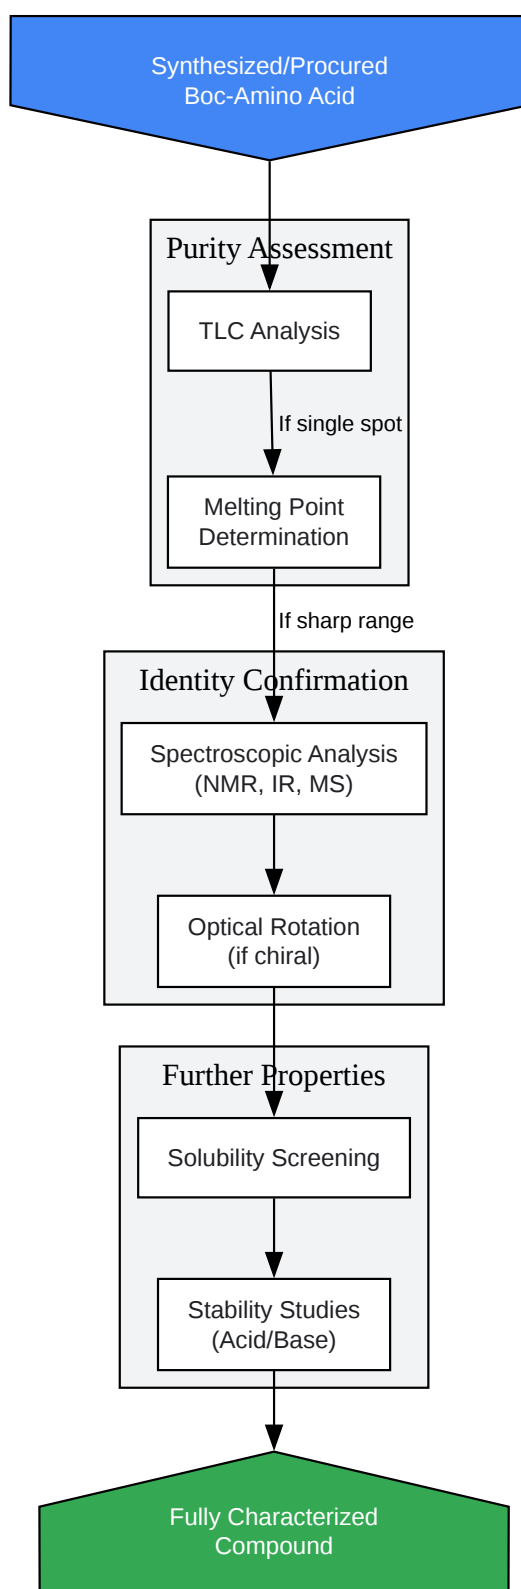 Synthesized/Procured
Boc-Amino Acid
Purity Assessment
TLC Analysis
If single spot
Melting Point
Determination
If sharp range
Identity Confirmation
Spectroscopic Analysis
(NMR, IR, MS)
Optical Rotation
(if chiral)
Further Properties
Solubility Screening
Stability Studies
(Acid/Base)
Fully Characterized
Compound